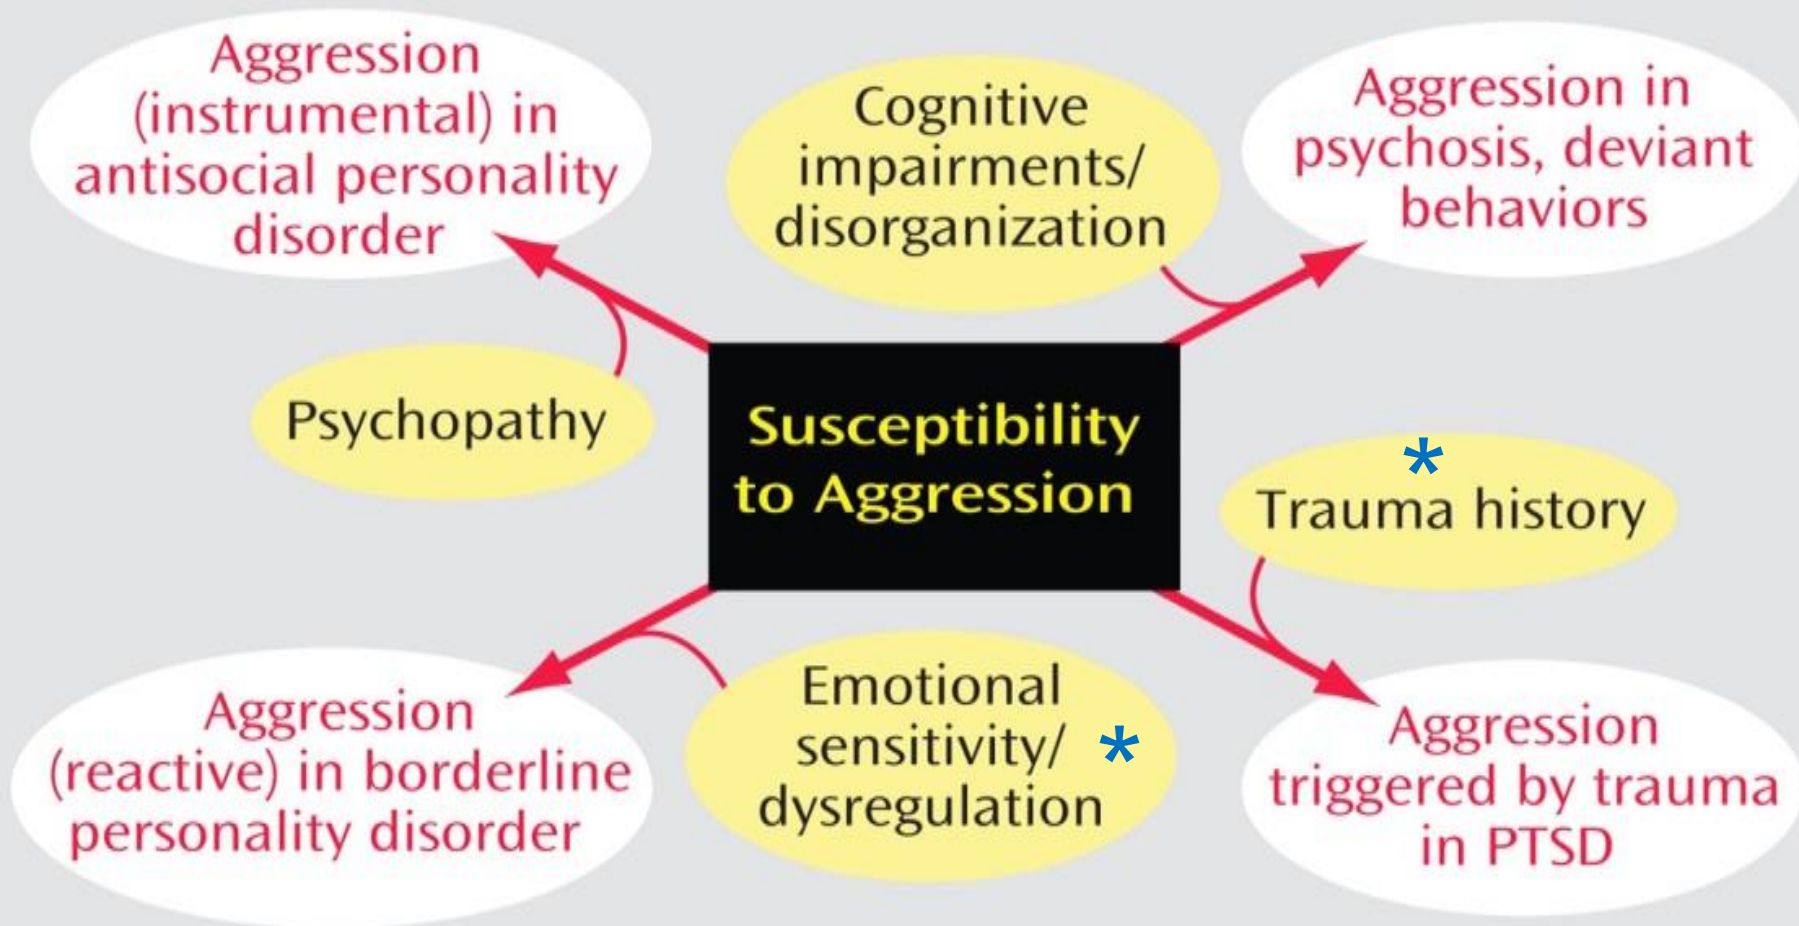 Aggression
(instrumental) in
antisocial personality
disorder
Cognitive
impairments/
disorganization
Aggression in
psychosis, deviant
behaviors
Psychopathy
Susceptibility
to Aggression
*
Trauma history
Aggression
(reactive) in borderline
personality disorder
Emotional
sensitivity/ *
dysregulation
Aggression
triggered by trauma
in PTSD